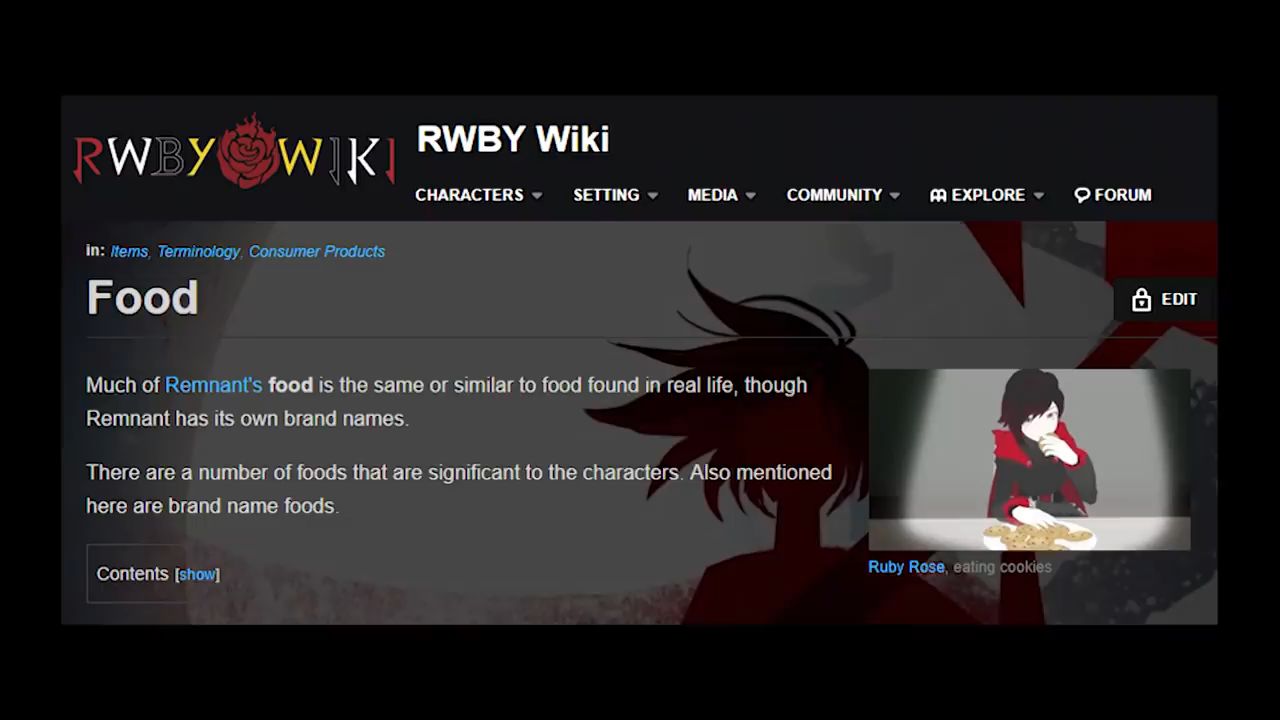 RWBY WIKI
RWBY Wiki
CHARACTERS SETTING MEDIA COMMUNITY EXPLORE FORUM
in: Items, Terminology, Consumer Products
Food
EDIT
Much of Remnant's food is the same or similar to food found in real life, though
Remnant has its own brand names.
There are a number of foods that are significant to the characters. Also mentioned
here are brand name foods.
Contents [show]
Ruby Rose, eating cookies